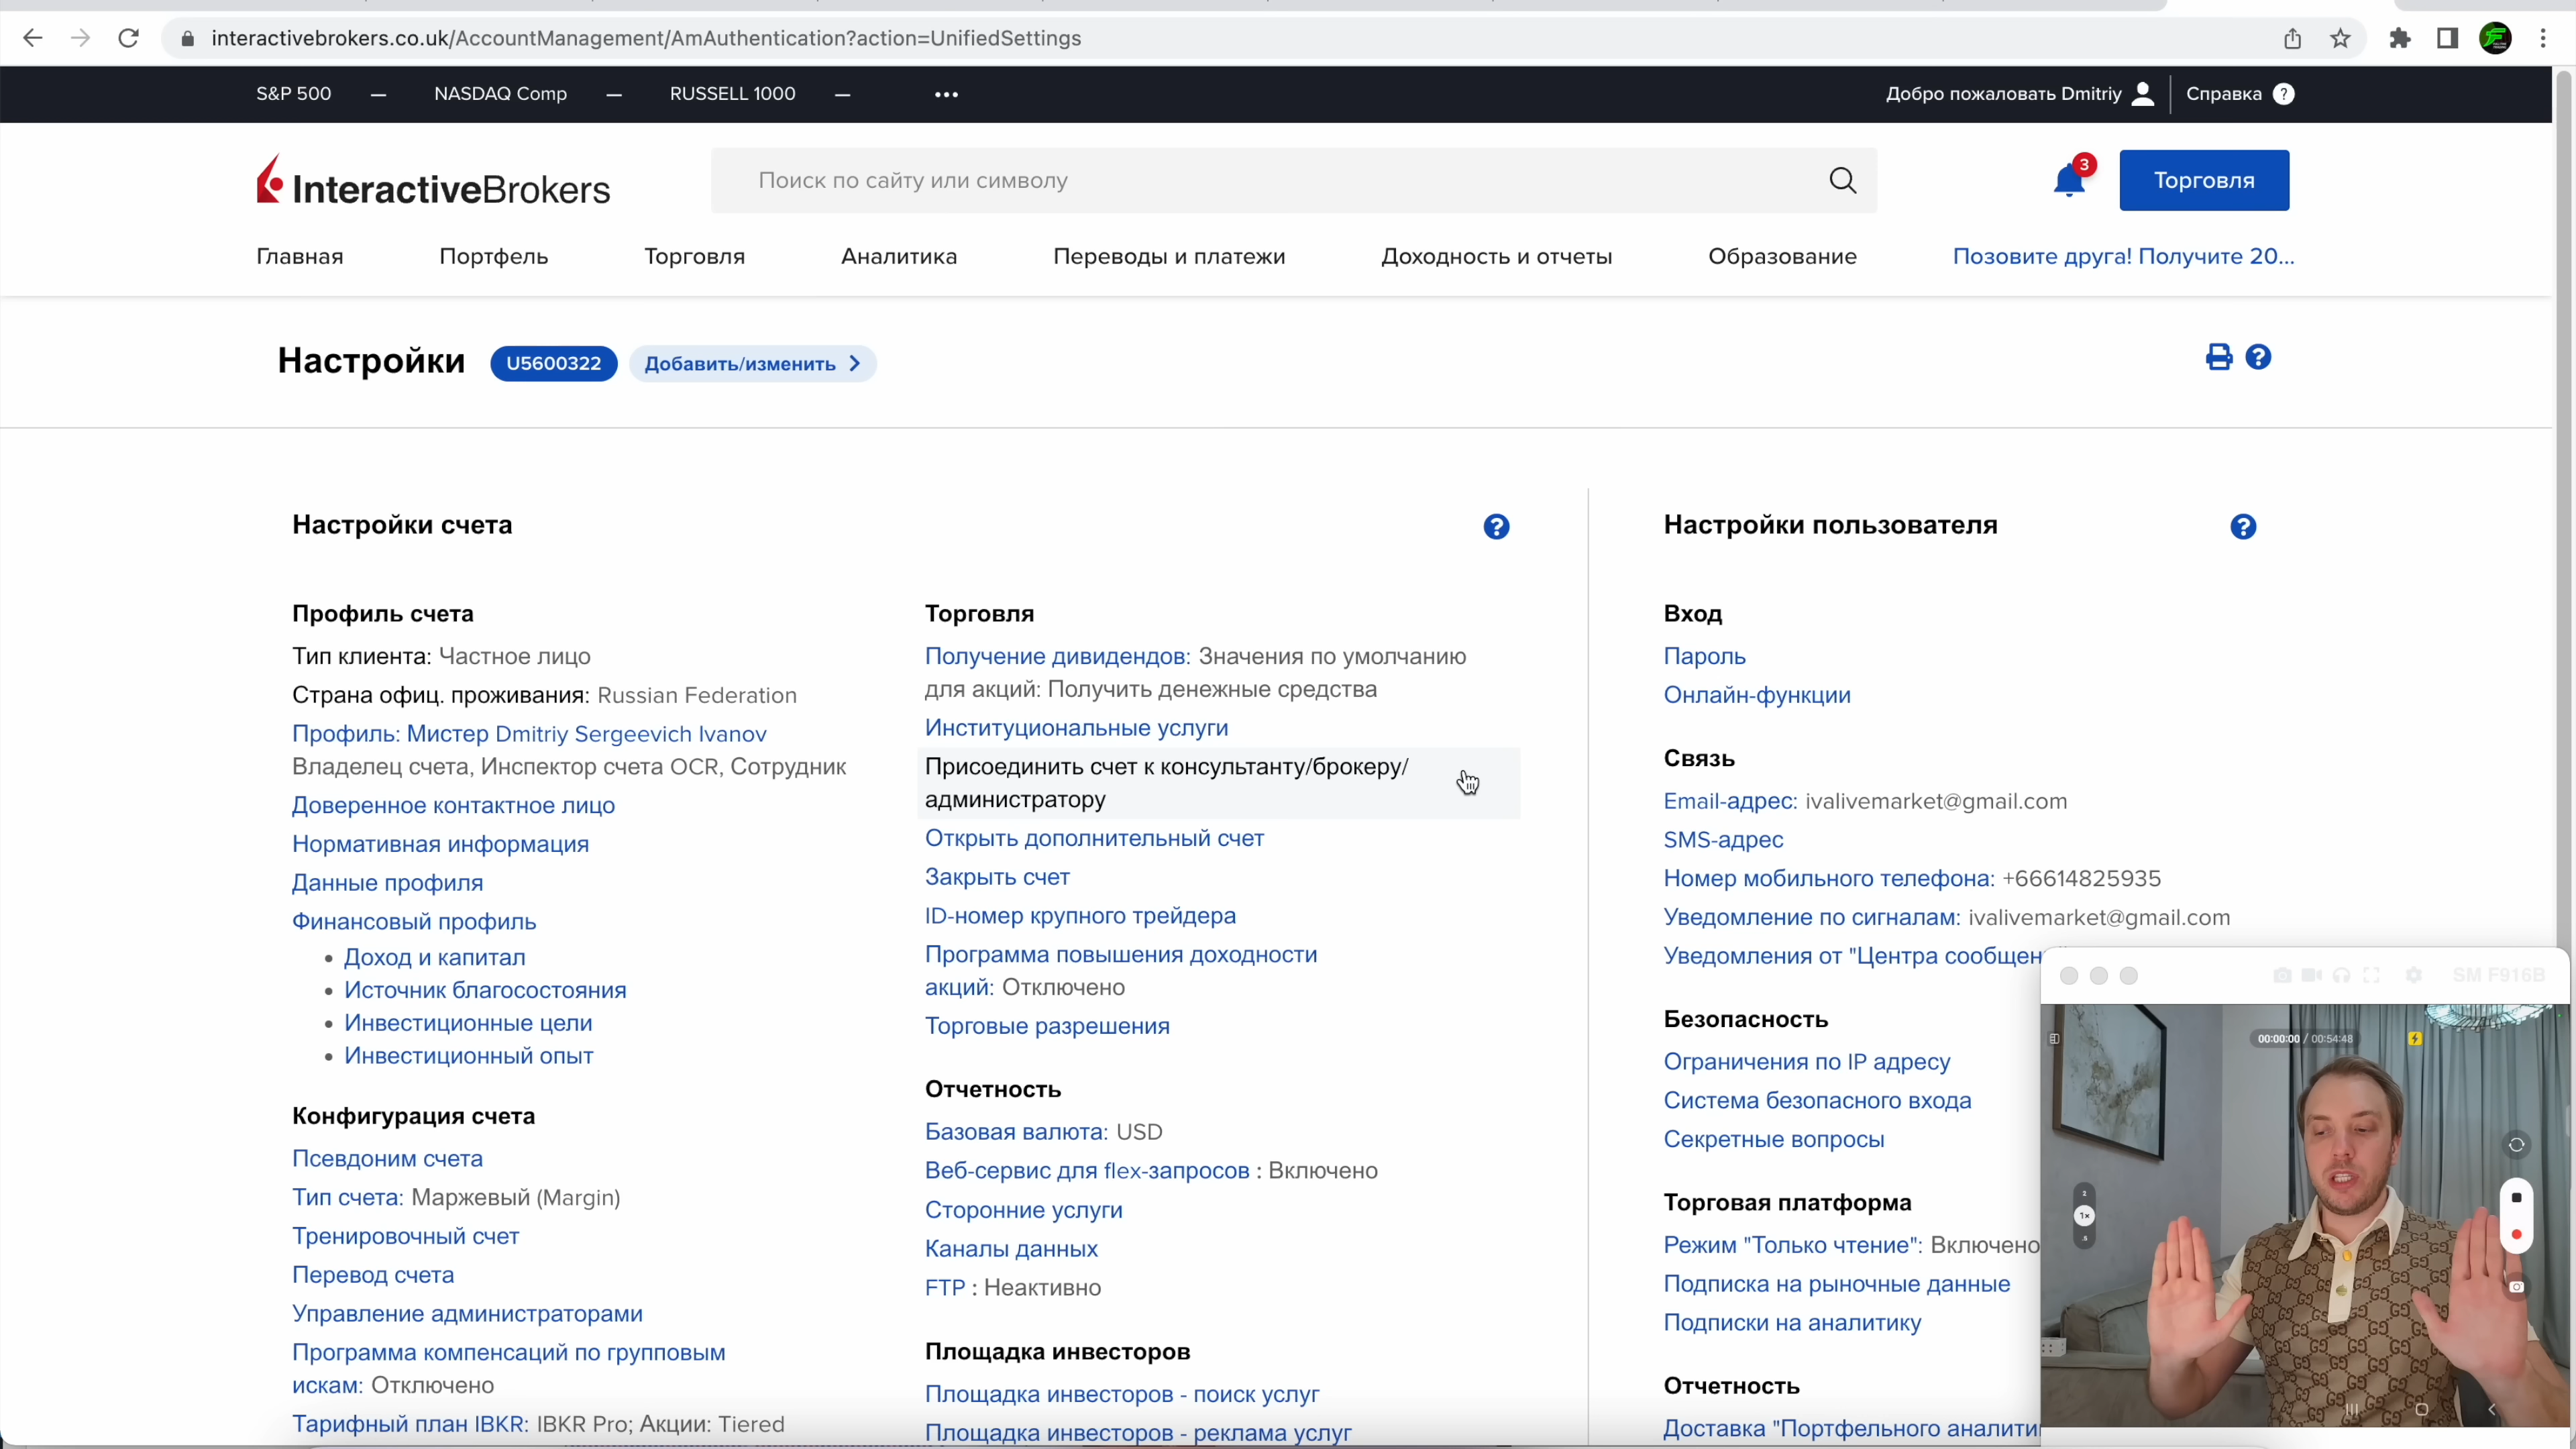 interactivebrokers.co.uk/AccountManagement/AmAuthentication?action=UnifiedSettings
S&P 500 — NASDAQ Comp — RUSSELL 1000 — •••
Добро пожаловать Dmitriy
Справка ?
InteractiveBrokers
Поиск по сайту или символу
3
Торговля
Главная Портфель Торговля Аналитика Переводы и платежи Доходность и отчеты Образование Позовите друга! Получите 20...
Настройки U5600322 Добавить/изменить
Настройки счета
Профиль счета
Тип клиента: Частное лицо
Страна офиц. проживания: Russian Federation
Профиль: Мистер Dmitriy Sergeevich Ivanov
Владелец счета, Инспектор счета OCR, Сотрудник
Доверенное контактное лицо
Нормативная информация
Данные профиля
Финансовый профиль
• Доход и капитал
• Источник благосостояния
• Инвестиционные цели
• Инвестиционный опыт
Конфигурация счета
Псевдоним счета
Тип счета: Маржевый (Margin)
Тренировочный счет
Перевод счета
Управление администраторами
Программа компенсаций по групповым
искам: Отключено
Тарифный план IBKR: IBKR Pro; Акции: Tiered
Торговля
Получение дивидендов: Значения по умолчанию
для акций: Получить денежные средства
Институциональные услуги
Присоединить счет к консультанту/брокеру/
администратору
Открыть дополнительный счет
Закрыть счет
ID-номер крупного трейдера
Программа повышения доходности
акций: Отключено
Торговые разрешения
Отчетность
Базовая валюта: USD
Веб-сервис для flex-запросов : Включено
Сторонние услуги
Каналы данных
FTP : Неактивно
Площадка инвесторов
Площадка инвесторов - поиск услуг
Площадка инвесторов - реклама услуг
Настройки пользователя
Вход
Пароль
Онлайн-функции
Связь
Email-адрес: ivalivemarket@gmail.com
SMS-адрес
Номер мобильного телефона: +66614825935
Уведомление по сигналам: ivalivemarket@gmail.com
Уведомления от "Центра сообщен
Безопасность
Ограничения по IP адресу
Система безопасного входа
Секретные вопросы
Торговая платформа
Режим "Только чтение": Включено
Подписка на рыночные данные
Подписки на аналитику
Отчетность
Доставка "Портфельного аналити
SM F916B
00:00:00 / 00:54:48
2
1×
.5